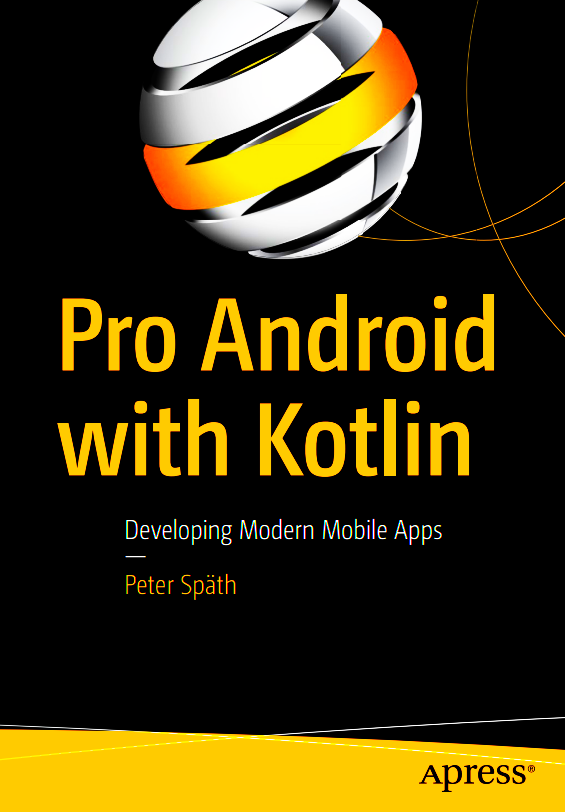 Pro Android
with Kotlin
Developing Modern Mobile Apps
—
Peter Späth
Apress®